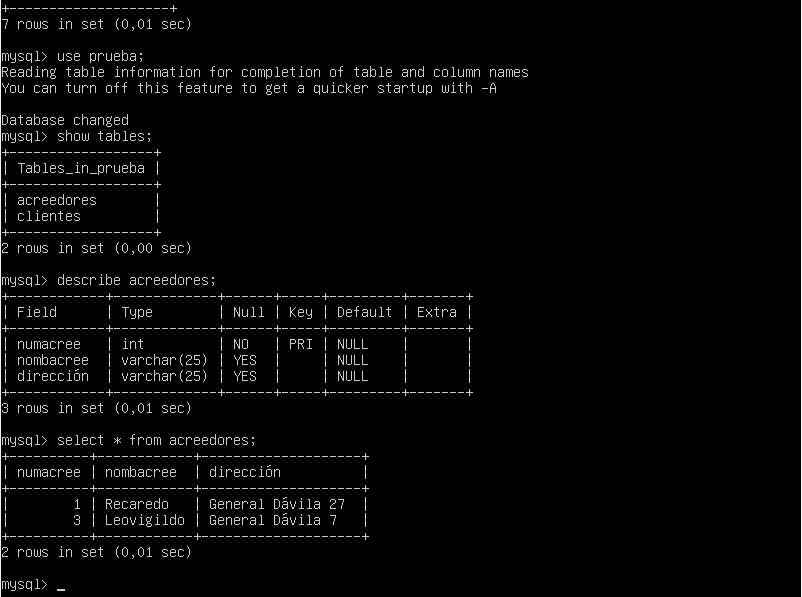 +---------------------+
7 rows in set (0,01 sec)

mysql> use prueba;
Reading table information for completion of table and column names
You can turn off this feature to get a quicker startup with -A

Database changed
mysql> show tables;
+------------------+
| Tables_in_prueba |
+------------------+
| acreedores       |
| clientes         |
+------------------+
2 rows in set (0,00 sec)

mysql> describe acreedores;
+------------+-------------+------+-----+---------+-------+
| Field      | Type        | Null | Key | Default | Extra |
+------------+-------------+------+-----+---------+-------+
| numacree   | int         | NO   | PRI | NULL    |       |
| nombacree  | varchar(25) | YES  |     | NULL    |       |
| dirección  | varchar(25) | YES  |     | NULL    |       |
+------------+-------------+------+-----+---------+-------+
3 rows in set (0,01 sec)

mysql> select * from acreedores;
+----------+------------+--------------------+
| numacree | nombacree  | dirección          |
+----------+------------+--------------------+
|        1 | Recaredo   | General Dávila 27  |
|        3 | Leovigildo | General Dávila 7   |
+----------+------------+--------------------+
2 rows in set (0,01 sec)

mysql> _